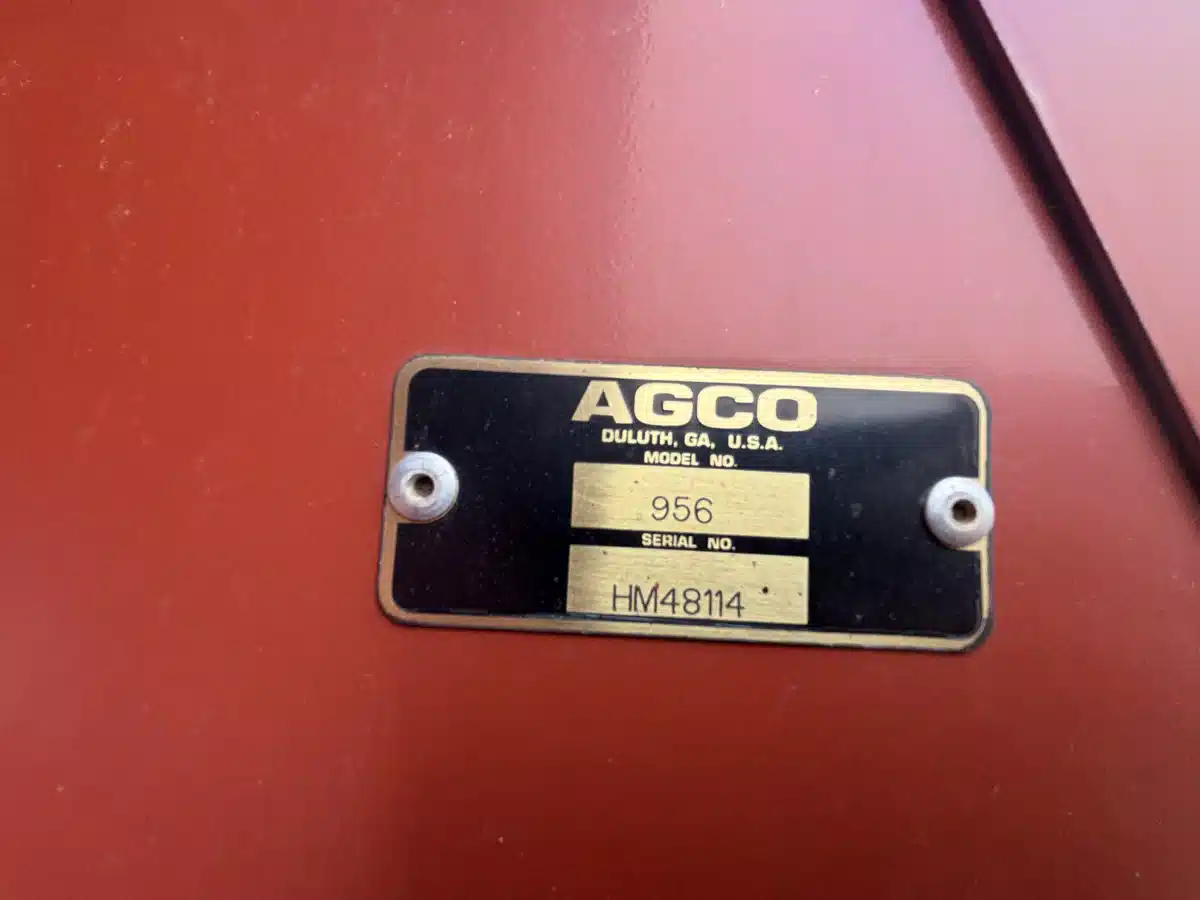 AGCO
DULUTH, GA, U.S.A.
MODEL NO.
956
SERIAL NO.
HM48114